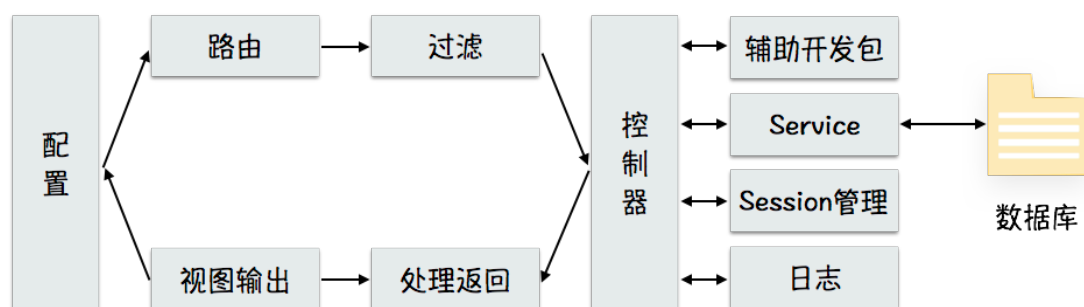 配
置
路由
过滤
控
制
器
辅助开发包
Service
Session管理
日志
数据库
视图输出
处理返回